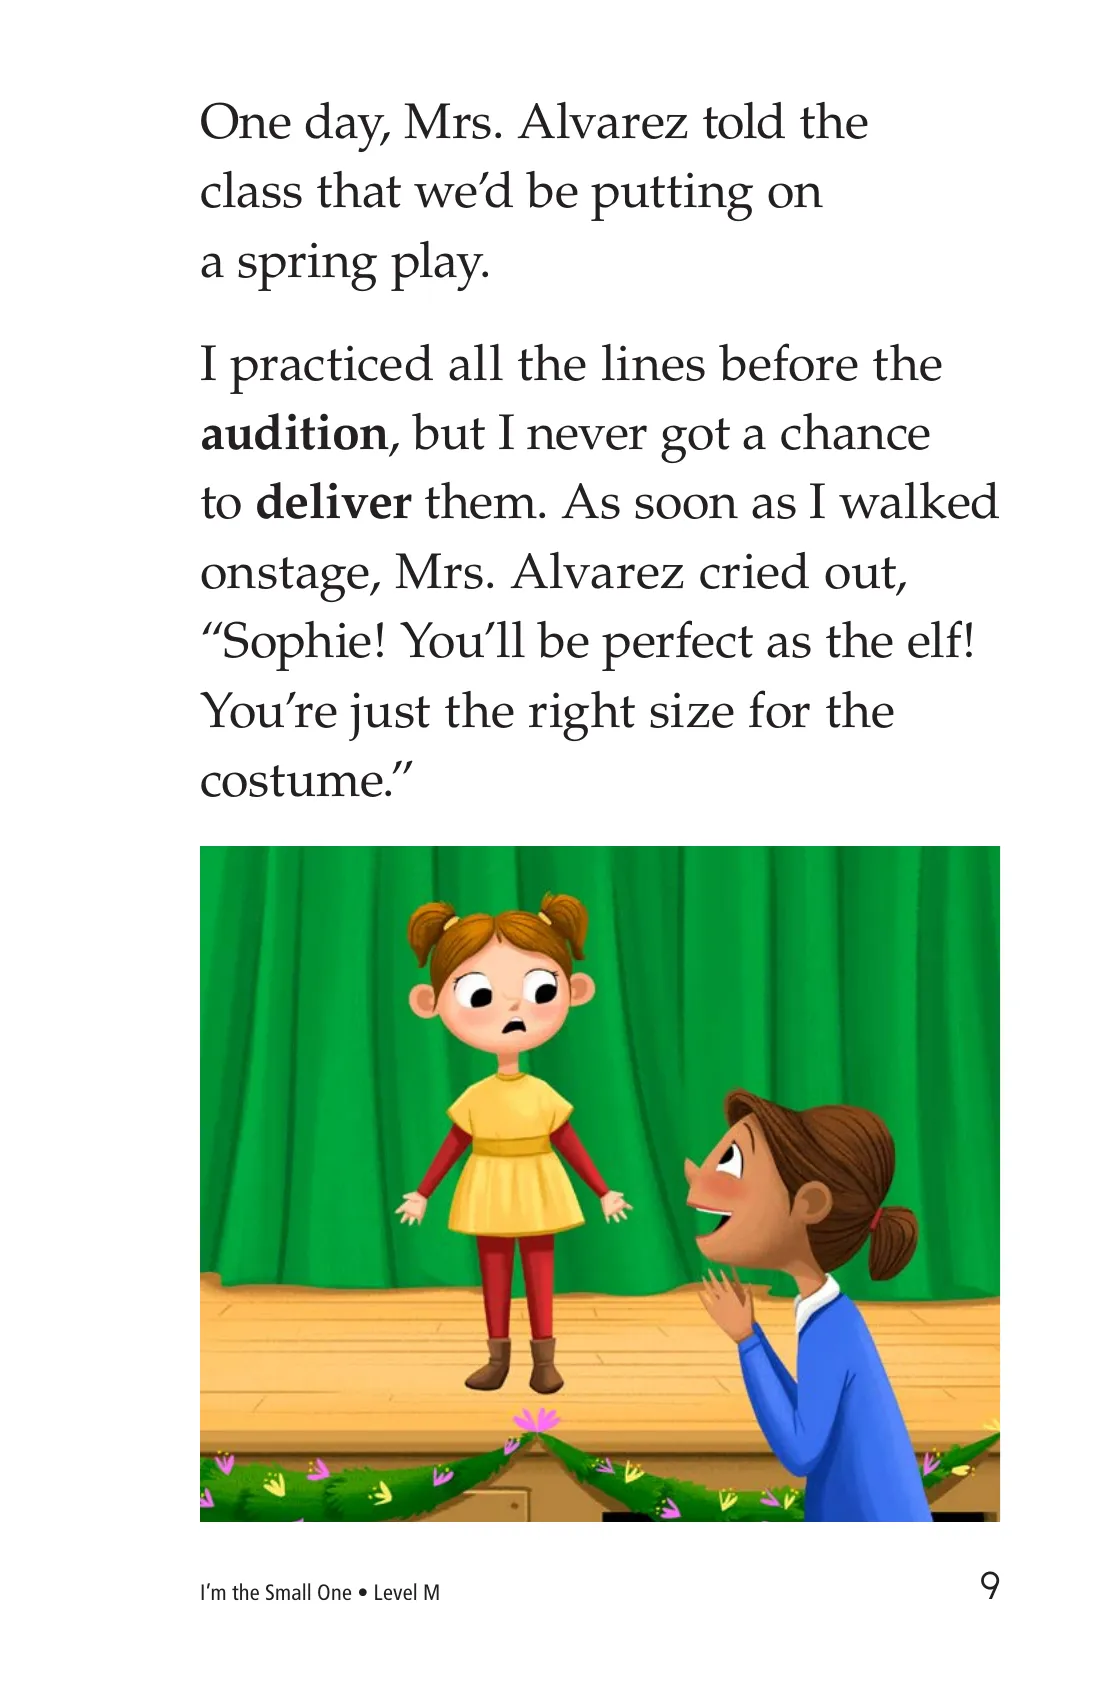 One day, Mrs. Alvarez told the
class that we’d be putting on
a spring play.
I practiced all the lines before the
audition, but I never got a chance
to deliver them. As soon as I walked
onstage, Mrs. Alvarez cried out,
“Sophie! You’ll be perfect as the elf!
You’re just the right size for the
costume.”
I’m the Small One • Level M
9